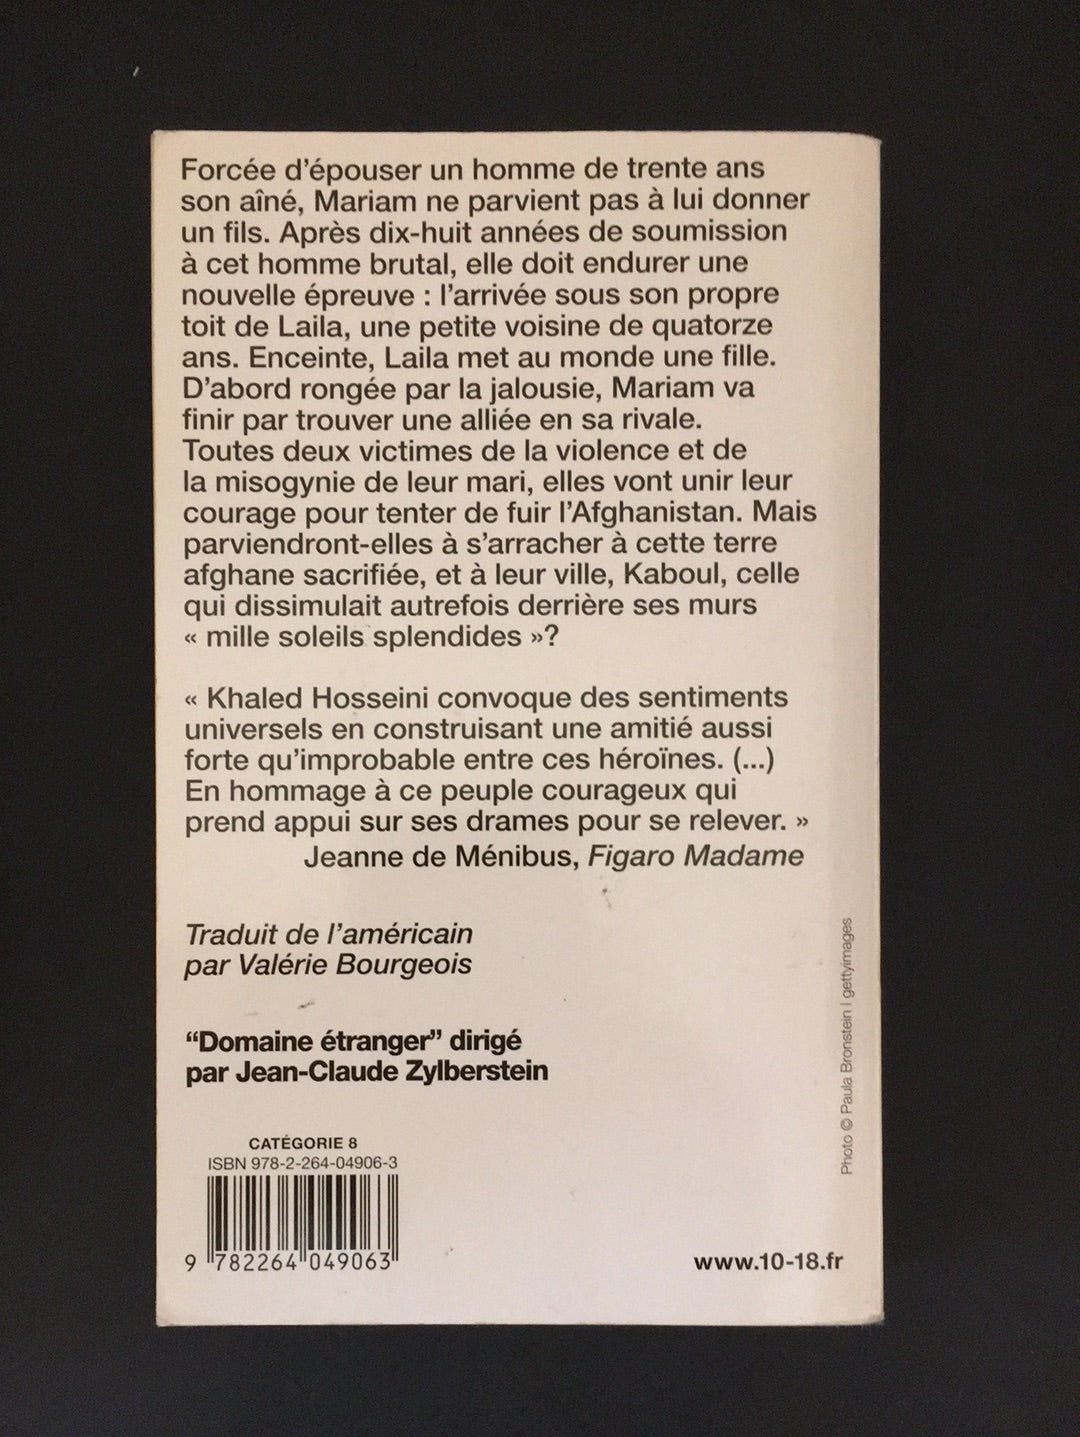 Forcée d'épouser un homme de trente ans
son aîné, Mariam ne parvient pas à lui donner
un fils. Après dix-huit années de soumission
à cet homme brutal, elle doit endurer une
nouvelle épreuve : l'arrivée sous son propre
toit de Laila, une petite voisine de quatorze
ans. Enceinte, Laila met au monde une fille.
D'abord rongée par la jalousie, Mariam va
finir par trouver une alliée en sa rivale.
Toutes deux victimes de la violence et de
la misogynie de leur mari, elles vont unir leur
courage pour tenter de fuir l'Afghanistan. Mais
parviendront-elles à s'arracher à cette terre
afghane sacrifiée, et à leur ville, Kaboul, celle
qui dissimulait autrefois derrière ses murs
« mille soleils splendides »?
« Khaled Hosseini convoque des sentiments
universels en construisant une amitié aussi
forte qu'improbable entre ces héroïnes. (...)
En hommage à ce peuple courageux qui
prend appui sur ses drames pour se relever. »
Jeanne de Ménibus, Figaro Madame
Traduit de l'américain
par Valérie Bourgeois
“Domaine étranger” dirigé
par Jean-Claude Zylberstein
Photo © Paula Bronstein | gettyimages
CATÉGORIE 8
ISBN 978-2-264-04906-3
9 782264 049063
www.10-18.fr